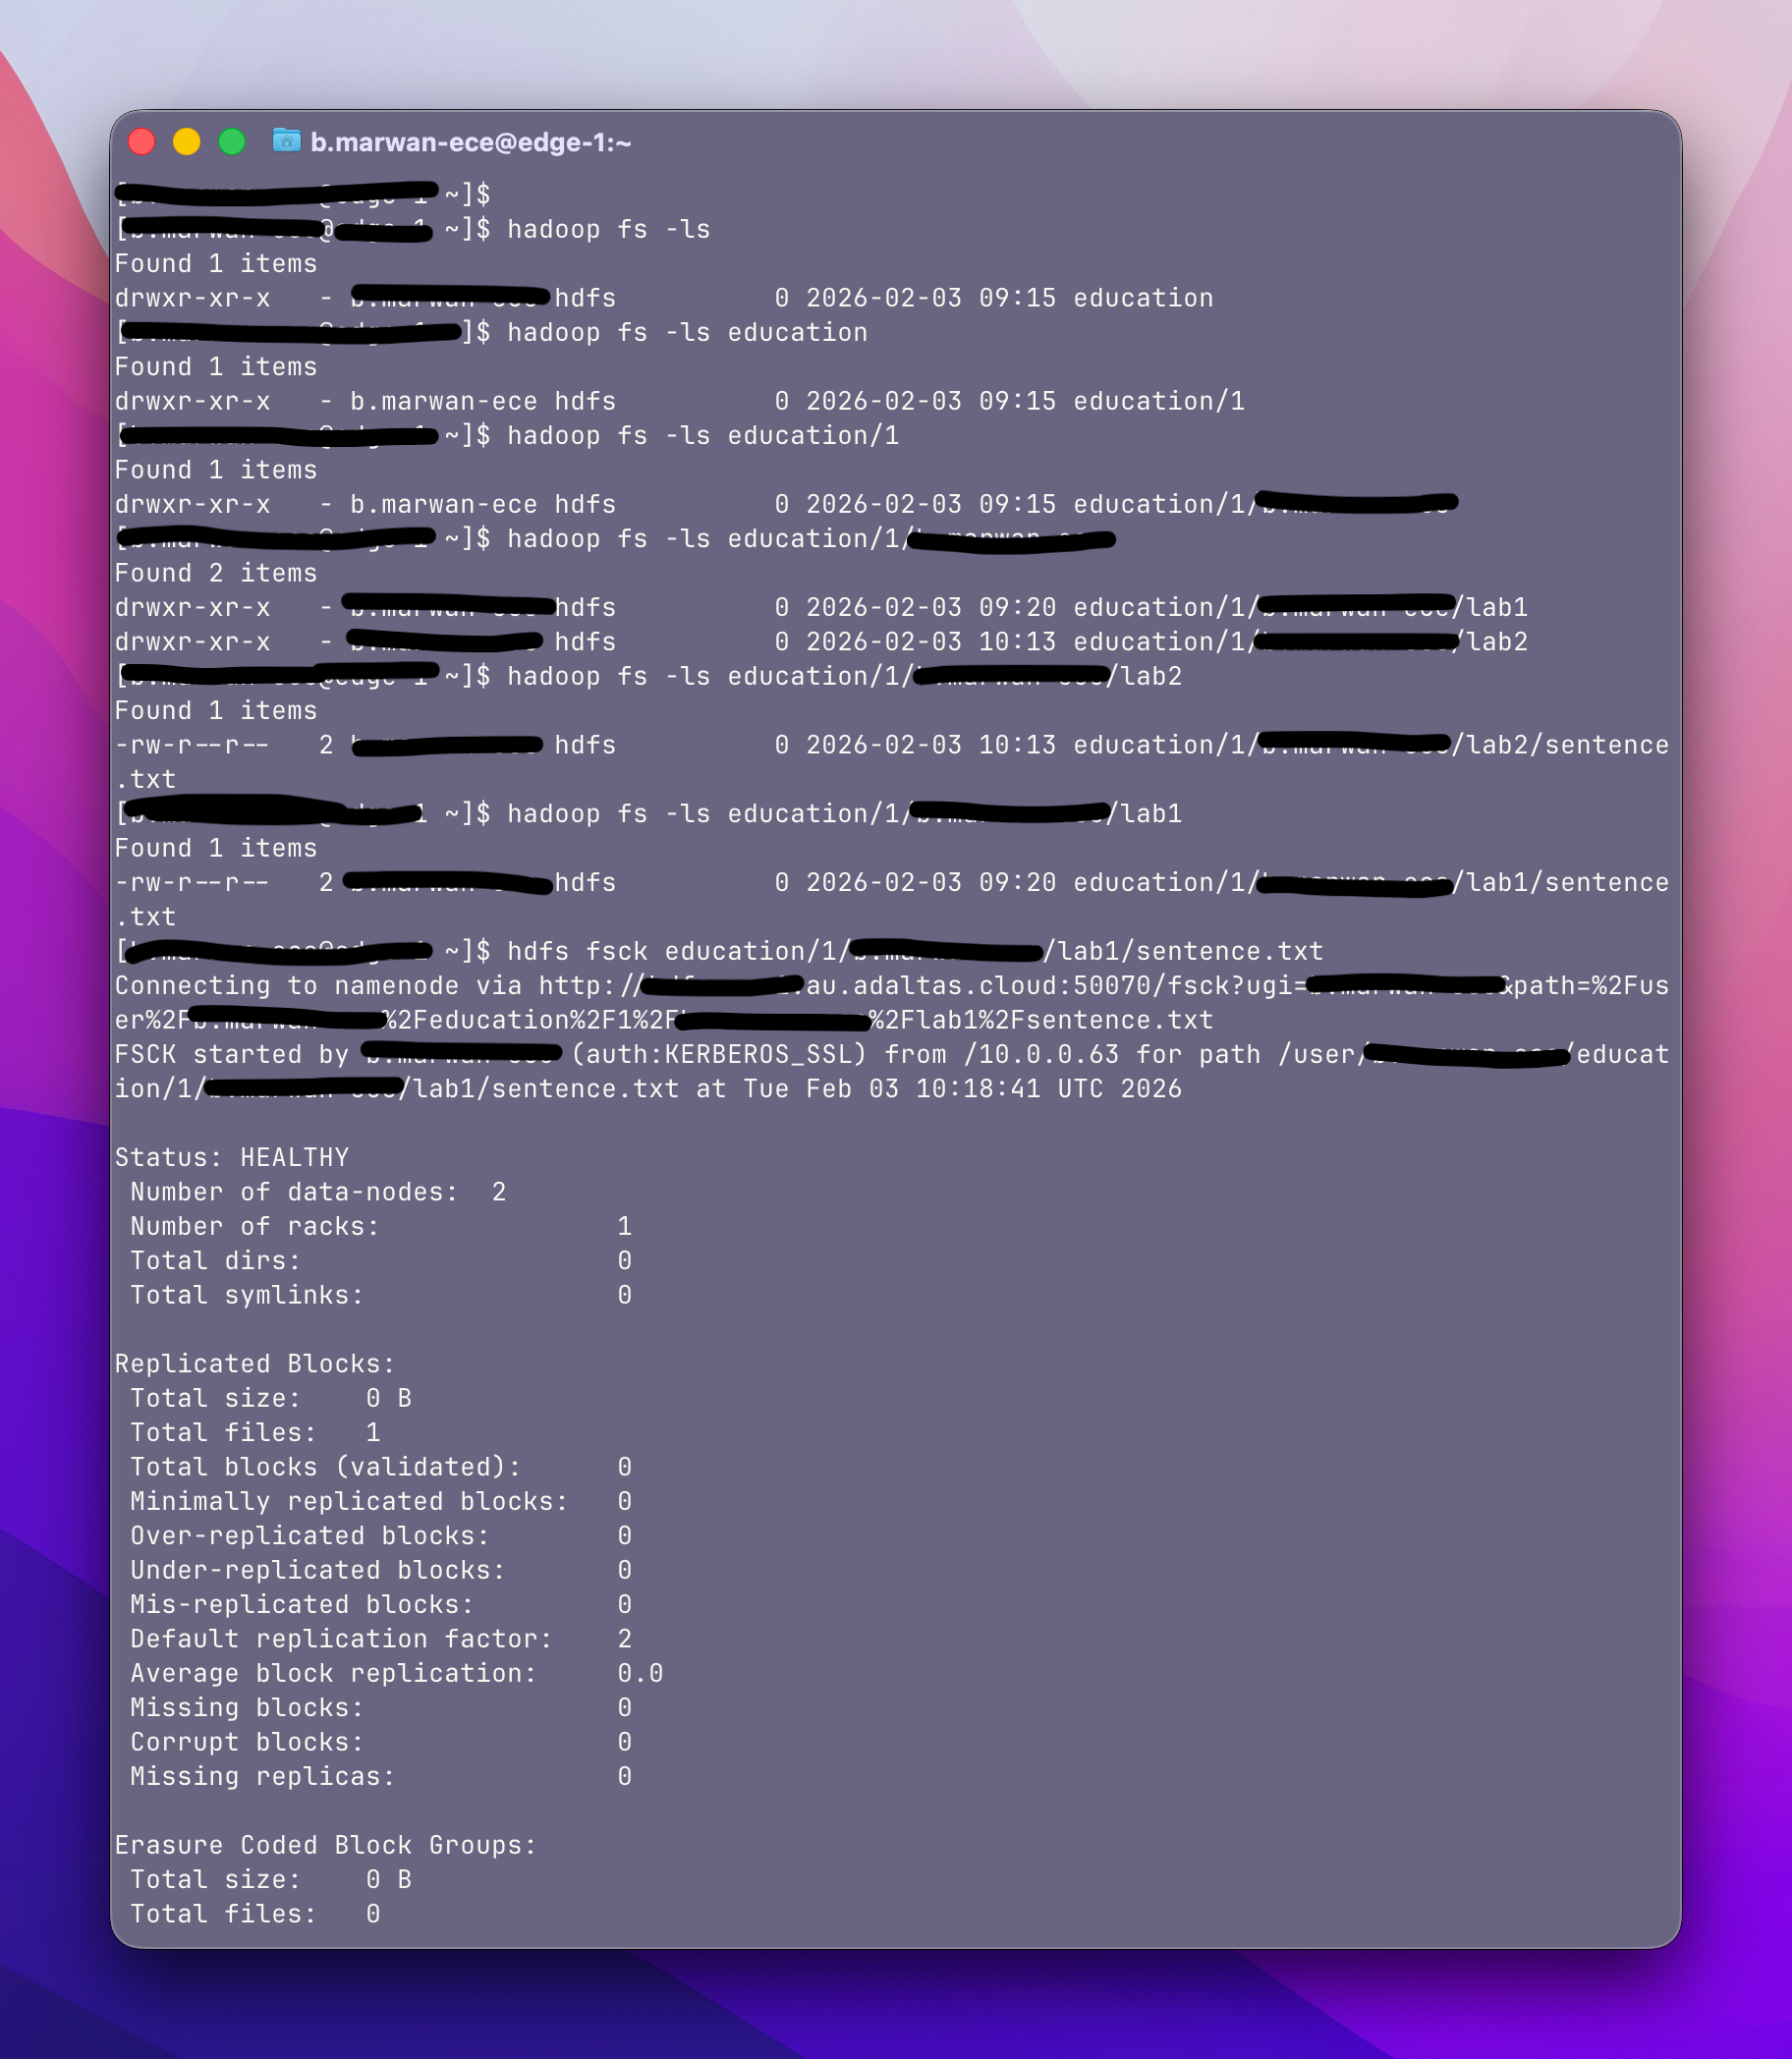 b.marwan-ece@edge-1:~
~]$
~]$ hadoop fs -ls
Found 1 items
drwxr-xr-x - hdfs 0 2026-02-03 09:15 education
]$ hadoop fs -ls education
Found 1 items
drwxr-xr-x - b.marwan-ece hdfs 0 2026-02-03 09:15 education/1
~]$ hadoop fs -ls education/1
Found 1 items
drwxr-xr-x - b.marwan-ece hdfs 0 2026-02-03 09:15 education/1/
~]$ hadoop fs -ls education/1/
Found 2 items
drwxr-xr-x - hdfs 0 2026-02-03 09:20 education/1/ /lab1
drwxr-xr-x - hdfs 0 2026-02-03 10:13 education/1/ /lab2
~]$ hadoop fs -ls education/1/ /lab2
Found 1 items
-rw-r--r-- 2 hdfs 0 2026-02-03 10:13 education/1/ /lab2/sentence
.txt
~]$ hadoop fs -ls education/1/ /lab1
Found 1 items
-rw-r--r-- 2 hdfs 0 2026-02-03 09:20 education/1/ /lab1/sentence
.txt
~]$ hdfs fsck education/1/ /lab1/sentence.txt
Connecting to namenode via http:// .au.adaltas.cloud:50070/fsck?ugi= &path=%2Fus
er%2F %2Feducation%2F1%2F %2Flab1%2Fsentence.txt
FSCK started by (auth:KERBEROS_SSL) from /10.0.0.63 for path /user/ /educat
ion/1/ /lab1/sentence.txt at Tue Feb 03 10:18:41 UTC 2026
Status: HEALTHY
Number of data-nodes: 2
Number of racks: 1
Total dirs: 0
Total symlinks: 0
Replicated Blocks:
Total size: 0 B
Total files: 1
Total blocks (validated): 0
Minimally replicated blocks: 0
Over-replicated blocks: 0
Under-replicated blocks: 0
Mis-replicated blocks: 0
Default replication factor: 2
Average block replication: 0.0
Missing blocks: 0
Corrupt blocks: 0
Missing replicas: 0
Erasure Coded Block Groups:
Total size: 0 B
Total files: 0